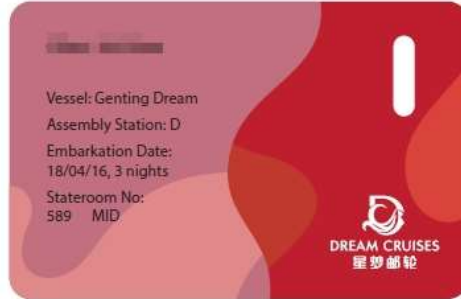 Vessel: Genting Dream
Assembly Station: D
Embarkation Date:
18/04/16, 3 nights
Stateroom No:
589 MID
DREAM CRUISES
星梦邮轮